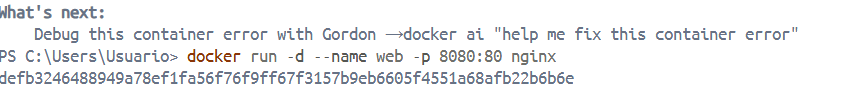 What's next:
    Debug this container error with Gordon →docker ai "help me fix this container error"
PS C:\Users\Usuario> docker run -d --name web -p 8080:80 nginx
defb3246488949a78ef1fa56f76f9ff67f3157b9eb6605f4551a68afb22b6b6e